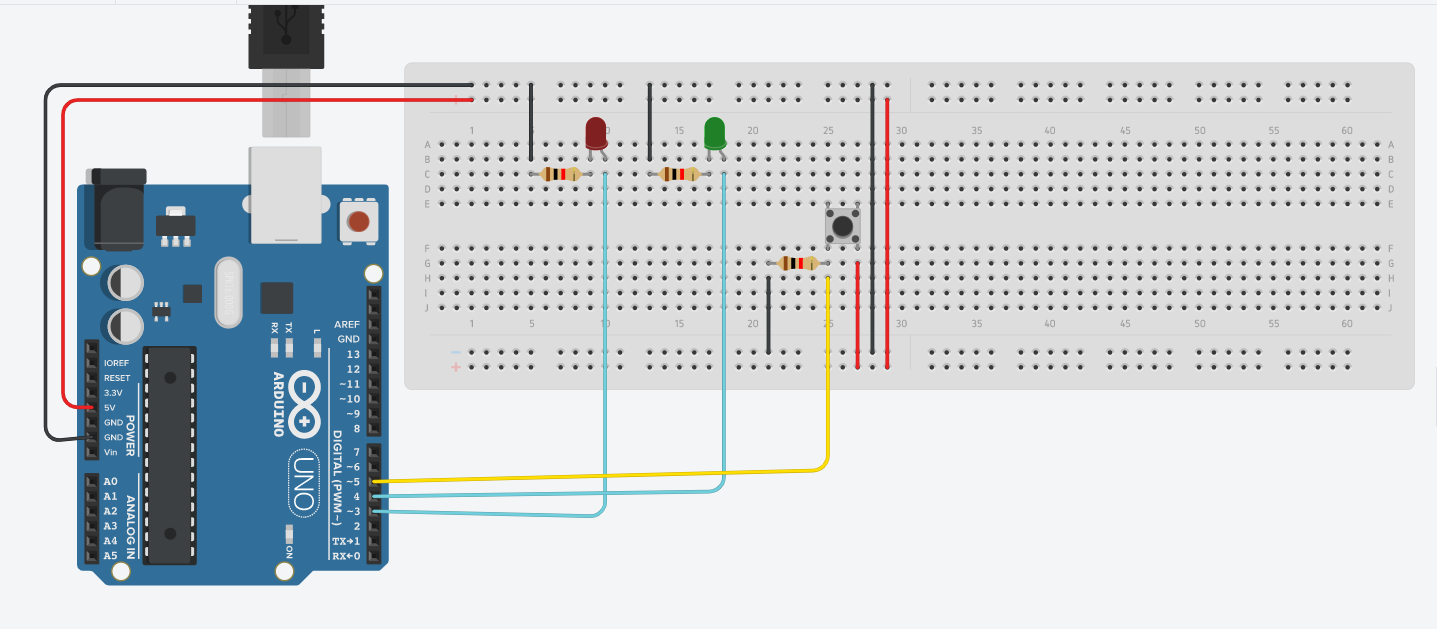 1 5 10 15 20 25 30 35 40 45 50 55 60
A A
B B
C C
D D
E E
F F
G G
H H
I I
J J
1 5 10 15 20 25 30 35 40 45 50 55 60
− +
RX TX L
AREF
GND
13
12
~11
~10
~9
8
7
~6
~5
4
~3
2
TX→1
RX←0
DIGITAL (PWM~)
IOREF
RESET
3.3V
5V
GND
GND
Vin
POWER
A0
A1
A2
A3
A4
A5
ANALOG IN
ARDUINO
UNO
ON